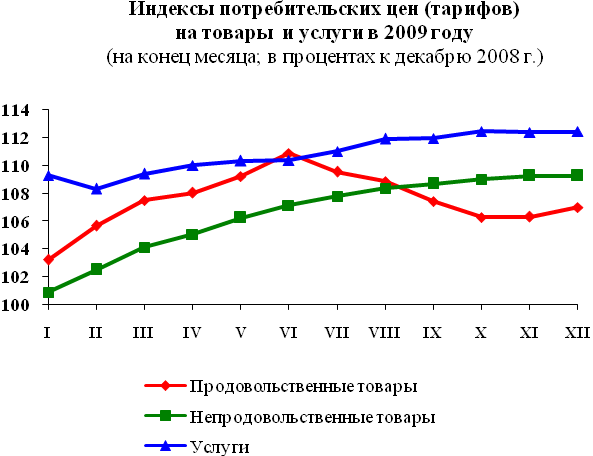 Индексы потребительских цен (тарифов)
на товары и услуги в 2009 году
(на конец месяца; в процентах к декабрю 2008 г.)
114
112
110
108
106
104
102
100
I II III IV V VI VII VIII IX X XI XII
Продовольственные товары
Непродовольственные товары
Услуги